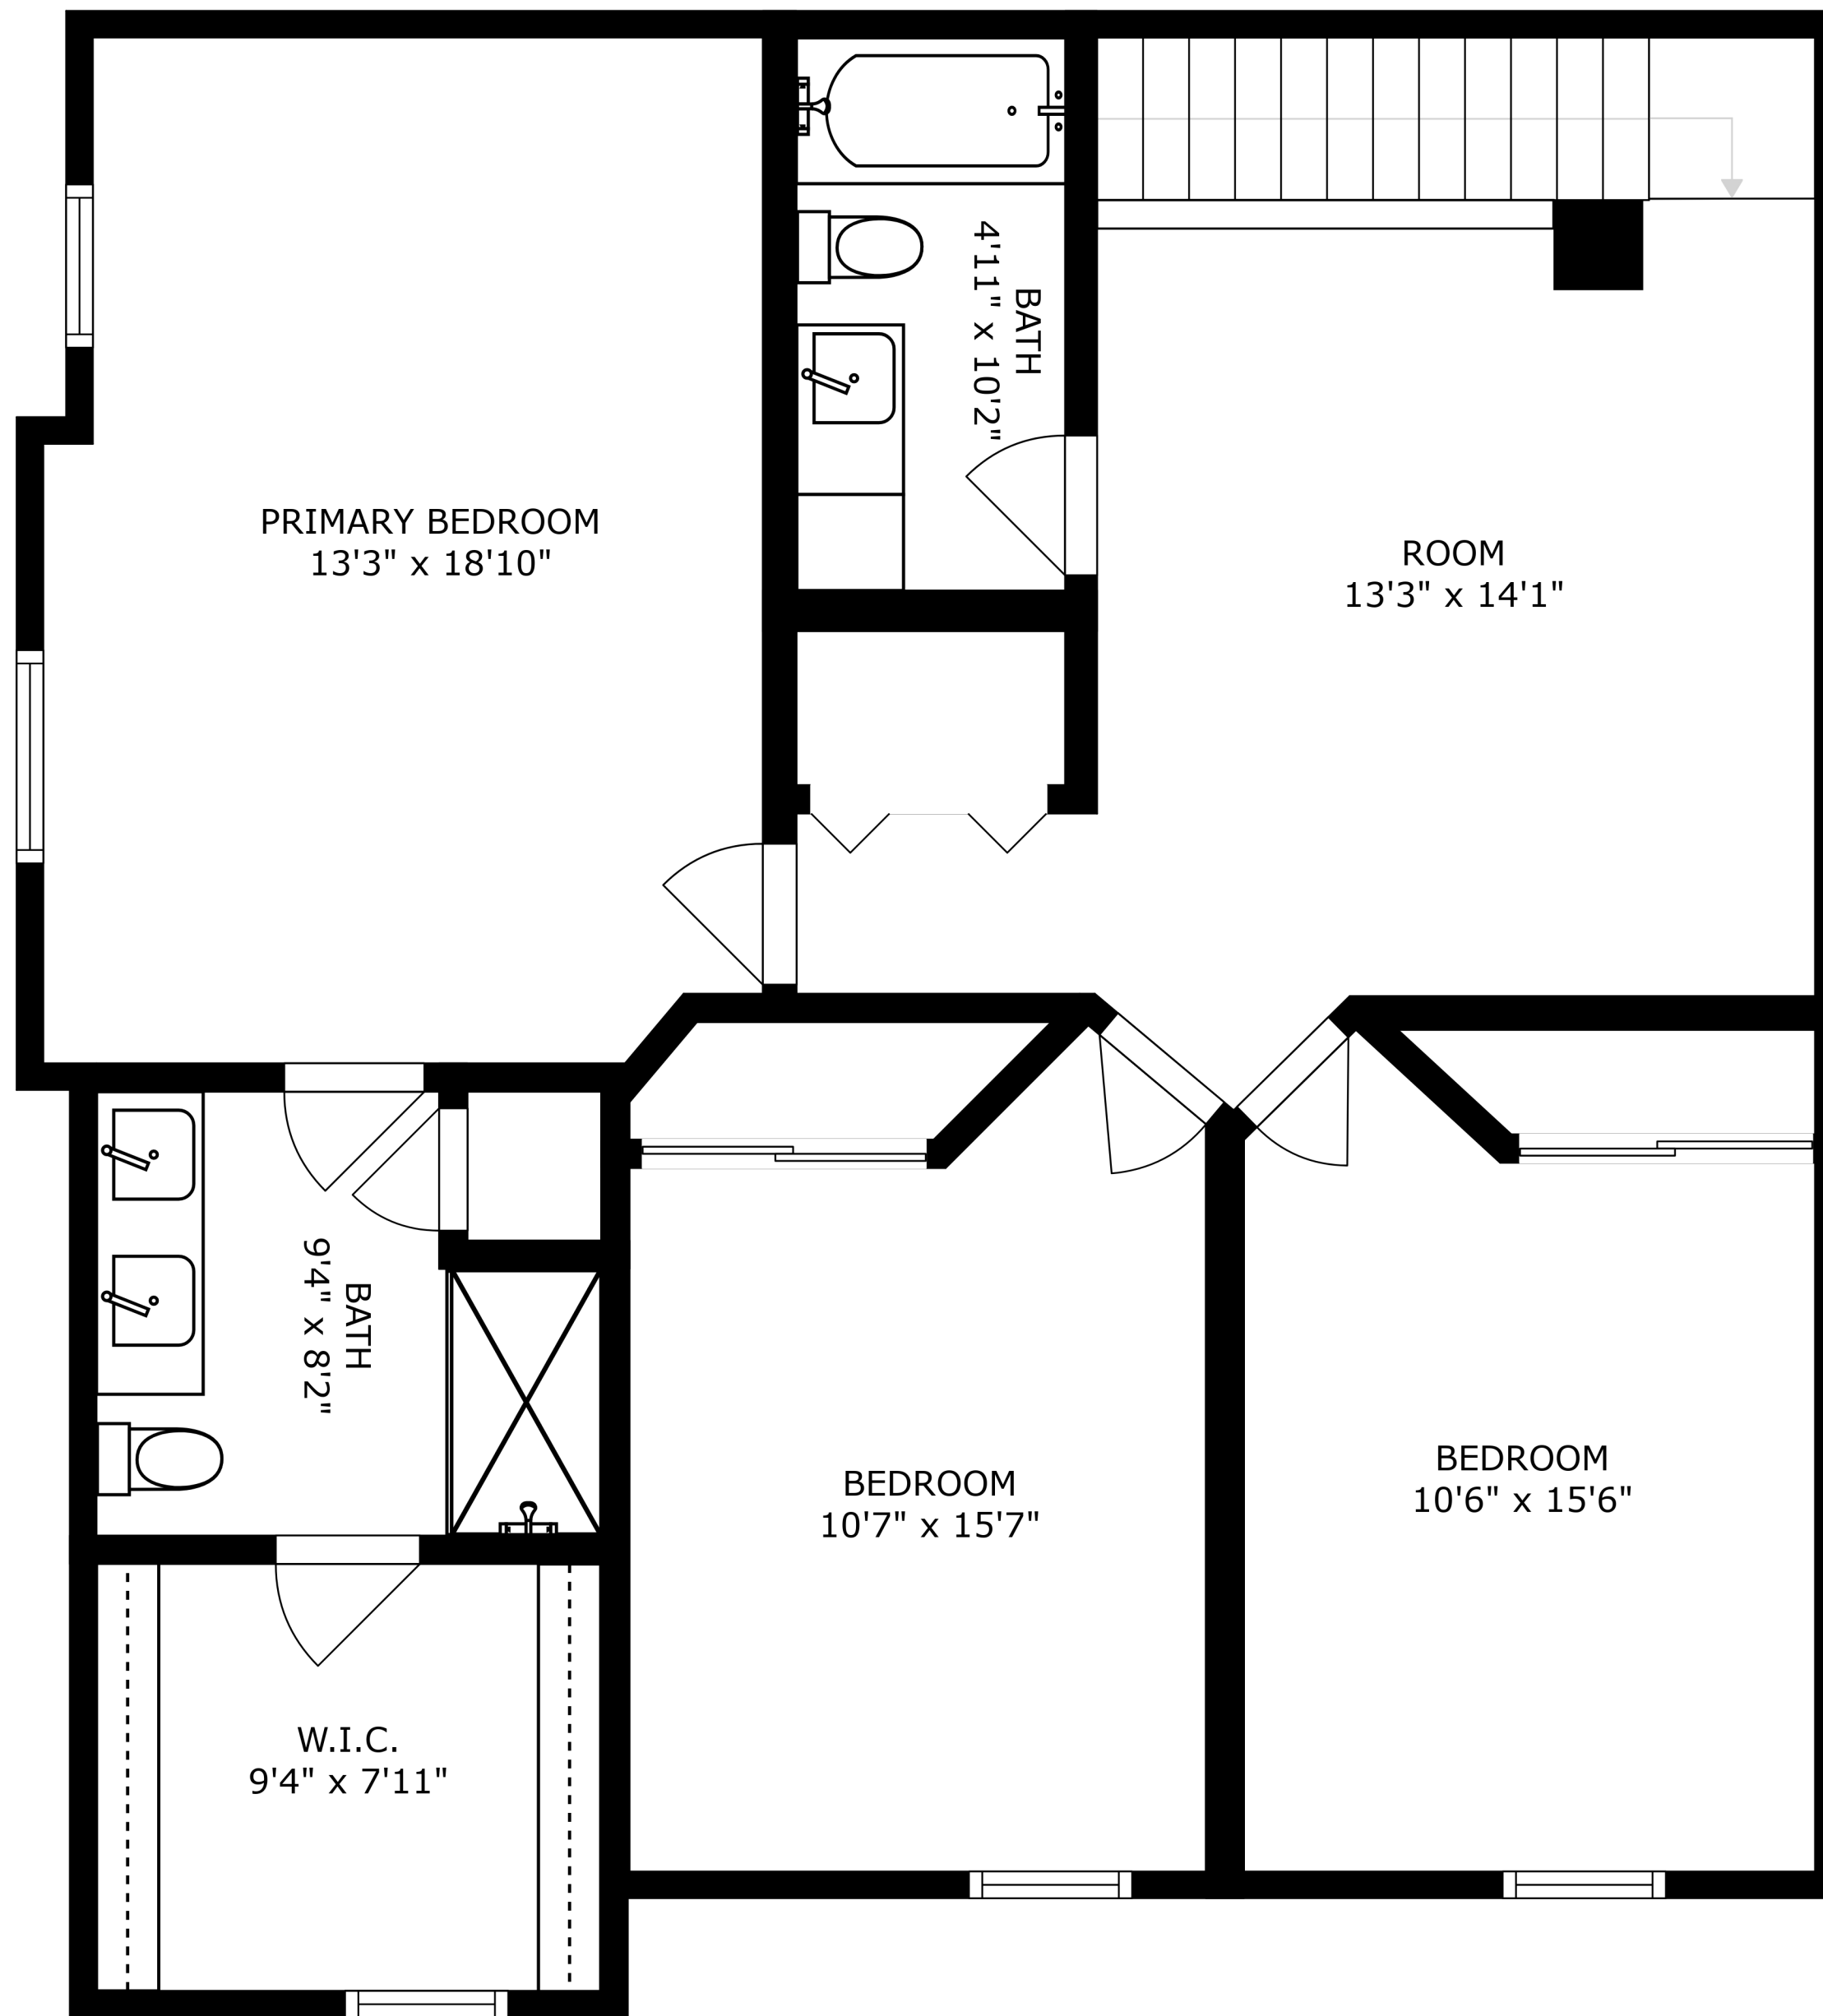 BATH
4'11" x 10'2"
PRIMARY BEDROOM
13'3" x 18'10"
ROOM
13'3" x 14'1"
BATH
9'4" x 8'2"
BEDROOM
10'7" x 15'7"
BEDROOM
10'6" x 15'6"
W.I.C.
9'4" x 7'11"